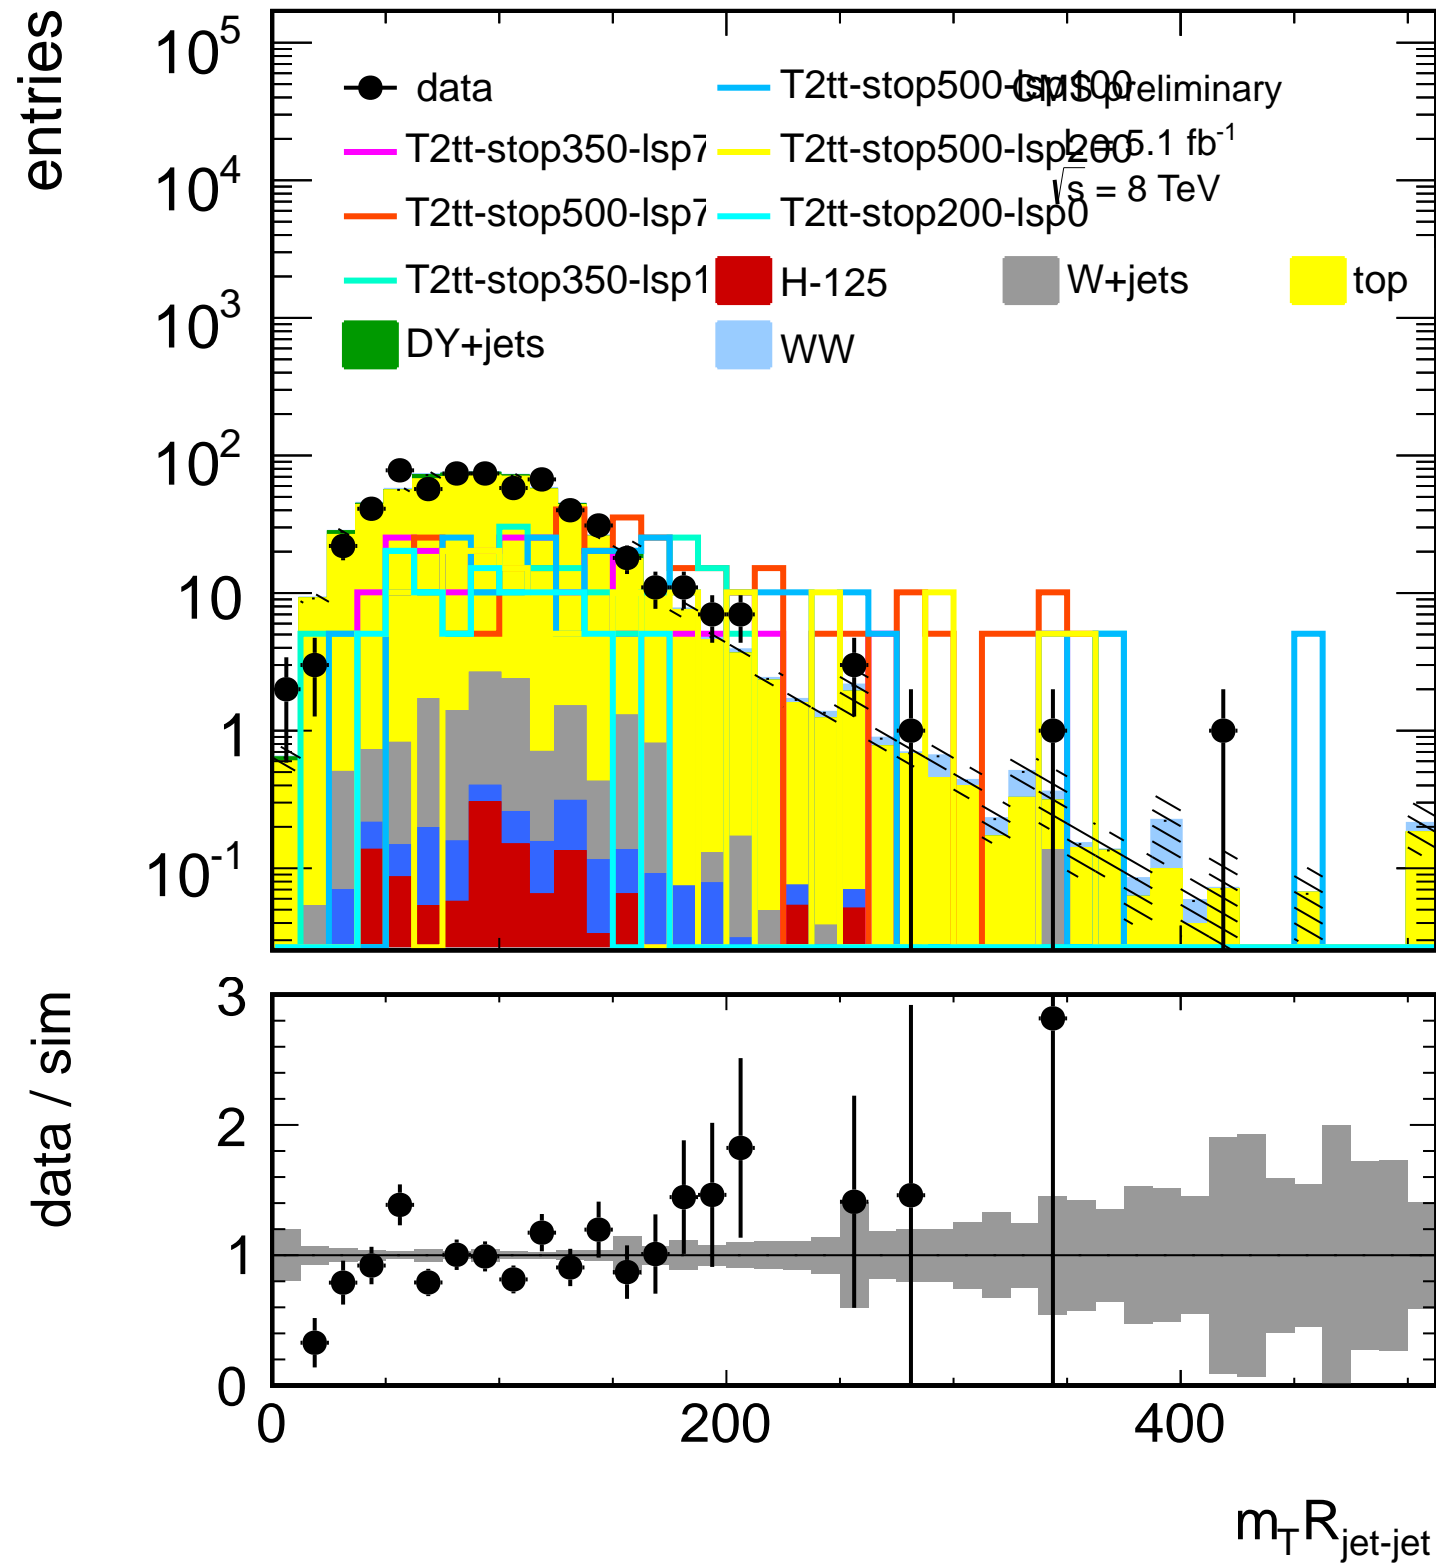 entries
10^5
10^4
10^3
10^2
10
1
10^-1
data
T2tt-stop500-lsp100
CMS preliminary
T2tt-stop350-lsp7
T2tt-stop500-lsp200
L = 5.1 fb^-1
T2tt-stop500-lsp7
T2tt-stop200-lsp0
√s = 8 TeV
T2tt-stop350-lsp1
H-125
W+jets
top
DY+jets
WW
data / sim
3
2
1
0
0
200
400
m_T R_jet-jet